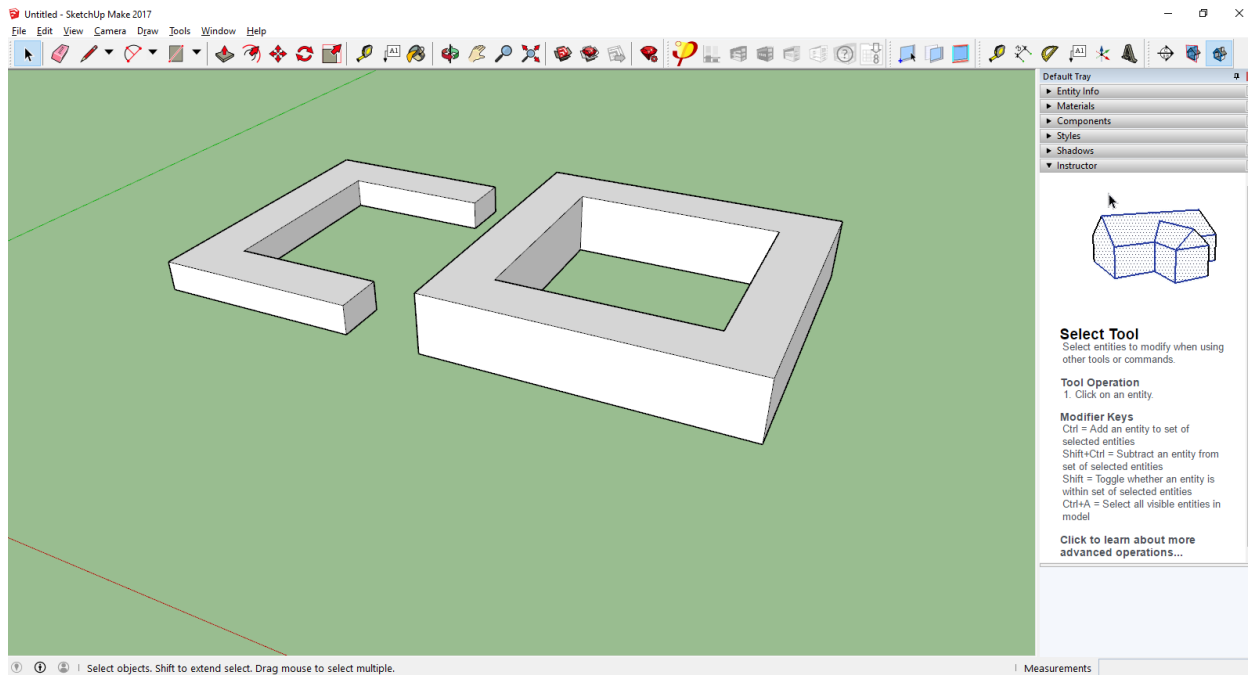 Untitled - SketchUp Make 2017
File Edit View Camera Draw Tools Window Help
A1
A1
Default Tray
Entity Info
Materials
Components
Styles
Shadows
Instructor
Select Tool
Select entities to modify when using
other tools or commands.
Tool Operation
1. Click on an entity.
Modifier Keys
Ctrl = Add an entity to set of
selected entities
Shift+Ctrl = Subtract an entity from
set of selected entities
Shift = Toggle whether an entity is
within set of selected entities
Ctrl+A = Select all visible entities in
model
Click to learn about more
advanced operations...
Select objects. Shift to extend select. Drag mouse to select multiple.
Measurements